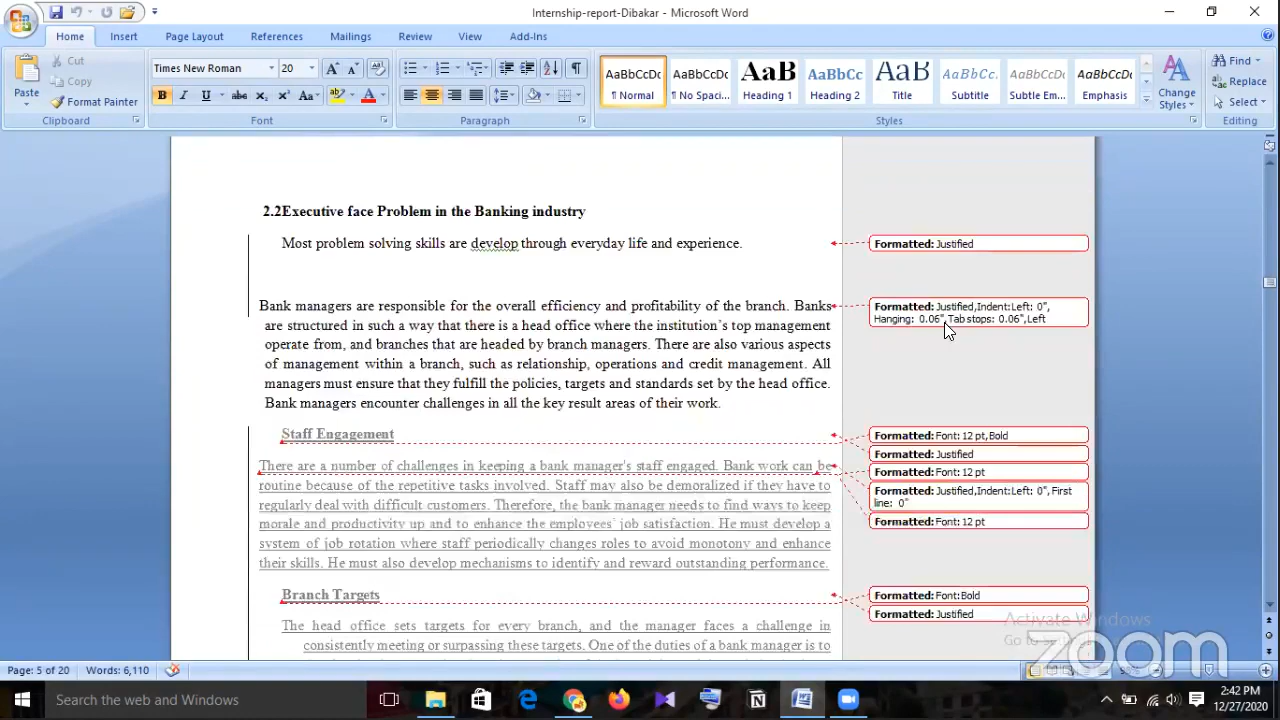 Internship-report-Dibakar - Microsoft Word
Home Insert Page Layout References Mailings Review View Add-Ins
Paste
Cut
Copy
Format Painter
Clipboard
Times New Roman 20
B I U abc x₂ x² Aa
Font
Paragraph
AaBbCcDc AaBbCcDc AaB AaBbCc AaB AaBbCc AaBbCcDc AaBbCcDc
¶ Normal ¶ No Spaci... Heading 1 Heading 2 Title Subtitle Subtle Em... Emphasis
Change Styles
Styles
Find
Replace
Select
Editing
2.2Executive face Problem in the Banking industry
Most problem solving skills are develop through everyday life and experience.
Bank managers are responsible for the overall efficiency and profitability of the branch. Banks
are structured in such a way that there is a head office where the institution's top management
operate from, and branches that are headed by branch managers. There are also various aspects
of management within a branch, such as relationship, operations and credit management. All
managers must ensure that they fulfill the policies, targets and standards set by the head office.
Bank managers encounter challenges in all the key result areas of their work.
Staff Engagement
There are a number of challenges in keeping a bank manager's staff engaged. Bank work can be
routine because of the repetitive tasks involved. Staff may also be demoralized if they have to
regularly deal with difficult customers. Therefore, the bank manager needs to find ways to keep
morale and productivity up and to enhance the employees' job satisfaction. He must develop a
system of job rotation where staff periodically changes roles to avoid monotony and enhance
their skills. He must also develop mechanisms to identify and reward outstanding performance.
Branch Targets
The head office sets targets for every branch, and the manager faces a challenge in
consistently meeting or surpassing these targets. One of the duties of a bank manager is to
Formatted: Justified
Formatted: Justified,Indent:Left: 0",
Hanging: 0.06",Tab stops: 0.06",Left
Formatted: Font: 12 pt,Bold
Formatted: Justified
Formatted: Font: 12 pt
Formatted: Justified,Indent:Left: 0", First
line: 0"
Formatted: Font: 12 pt
Formatted: Font:Bold
Formatted: Justified
Activate Windows
zoom
Page: 5 of 20 Words: 6,110
Search the web and Windows
2:42 PM
12/27/2020